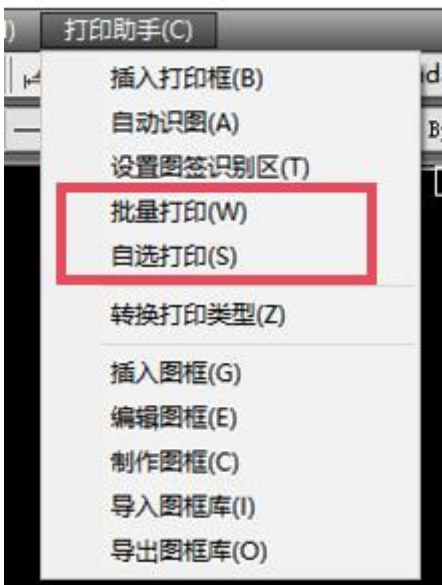 打印助手(C)
插入打印框(B)
自动识图(A)
设置图签识别区(T)
批量打印(W)
自选打印(S)
转换打印类型(Z)
插入图框(G)
编辑图框(E)
制作图框(C)
导入图框库(I)
导出图框库(O)